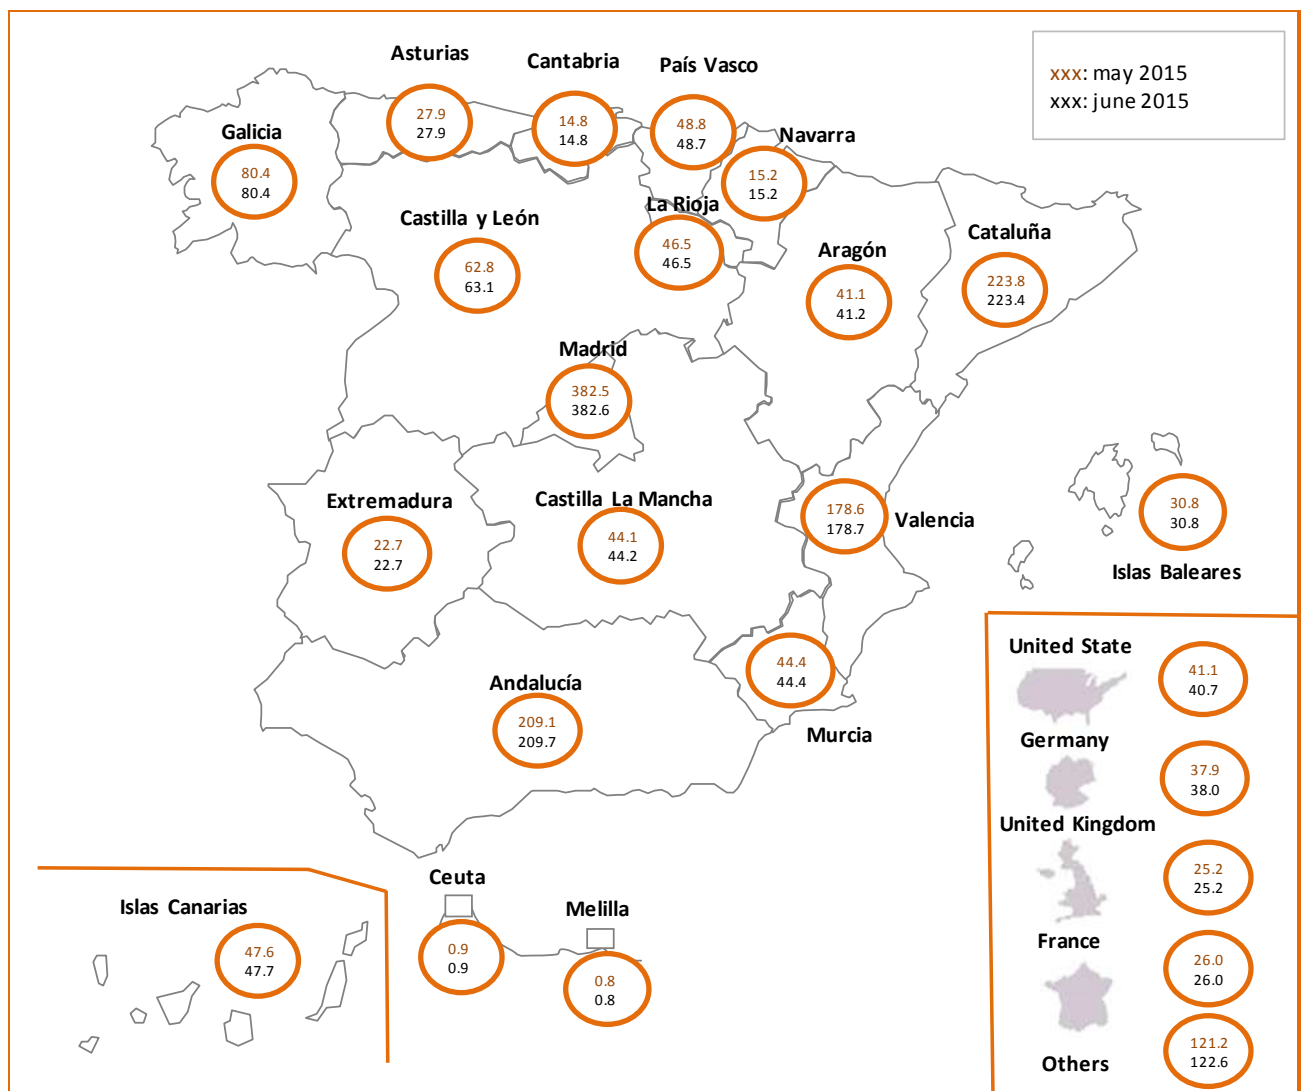 xxx: may 2015
xxx: june 2015
Asturias
27.9
27.9
Cantabria
14.8
14.8
País Vasco
48.8
48.7
Navarra
15.2
15.2
Galicia
80.4
80.4
Castilla y León
62.8
63.1
La Rioja
46.5
46.5
Aragón
41.1
41.2
Cataluña
223.8
223.4
Madrid
382.5
382.6
Extremadura
22.7
22.7
Castilla La Mancha
44.1
44.2
178.6
178.7
Valencia
30.8
30.8
Islas Baleares
44.4
44.4
Murcia
Andalucía
209.1
209.7
Islas Canarias
47.6
47.7
Ceuta
0.9
0.9
Melilla
0.8
0.8
United State
41.1
40.7
Germany
37.9
38.0
United Kingdom
25.2
25.2
France
26.0
26.0
Others
121.2
122.6